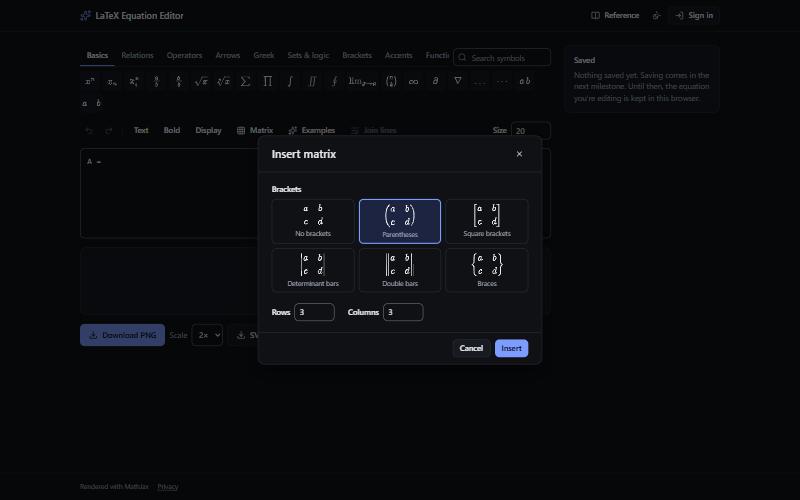 LaTeX Equation Editor
Reference
Sign in
Basics Relations Operators Arrows Greek Sets & logic Brackets Accents Functi
Search symbols
Saved
Nothing saved yet. Saving comes in
the next milestone. Until then, the equation
you're editing is kept in this browser.
Text Bold Display Matrix Examples Join lines
Size 20
A =
Insert matrix
Brackets
a b
c d
No brackets
a b
c d
Parentheses
a b
c d
Square brackets
a b
c d
Determinant bars
a b
c d
Double bars
a b
c d
Braces
Rows 3 Columns 3
Cancel Insert
Download PNG Scale 2x SV
Rendered with MathJax · Privacy